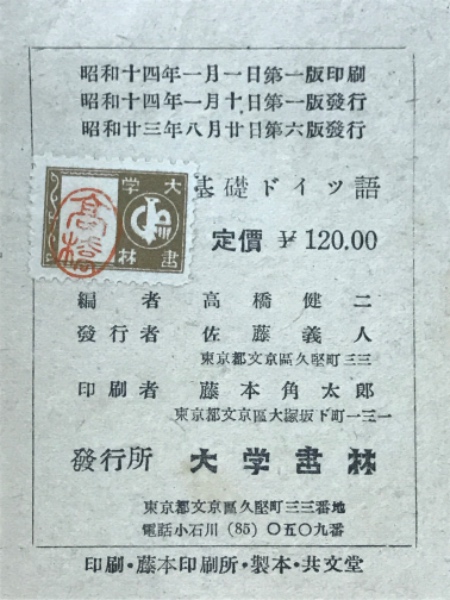 昭和十四年一月一日第一版印刷
昭和十四年一月十日第一版發行
昭和廿三年八月廿日第六版發行
大学
書林
高橋
基礎ドイツ語
定價 ¥120.00
編者 高橋健二
發行者 佐藤義人
東京都文京區久堅町三三
印刷者 藤本角太郎
東京都文京區大塚坂下町一三一
發行所 大学書林
東京都文京區久堅町三三番地
電話小石川 (85) 〇五〇九番
印刷・藤本印刷所・製本・共文堂